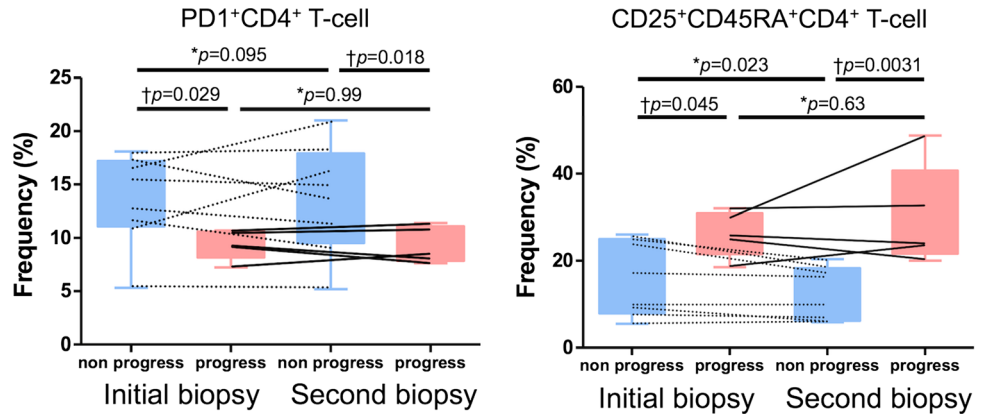 PD1⁺CD4⁺ T-cell
*p=0.095
†p=0.018
†p=0.029
*p=0.99
Frequency (%)
25
20
15
10
5
0
non progress progress non progress progress
Initial biopsy Second biopsy
CD25⁺CD45RA⁺CD4⁺ T-cell
*p=0.023
†p=0.0031
†p=0.045
*p=0.63
Frequency (%)
60
40
20
0
non progress progress non progress progress
Initial biopsy Second biopsy